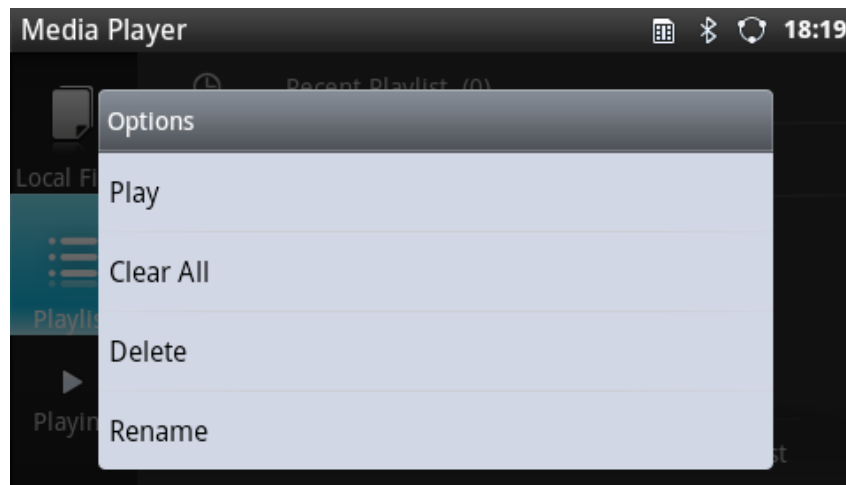 Media Player 18:19
Recent Playlist (0)
Options
Local Fi
Play
Clear All
Playlis
Delete
Playin
Rename
st